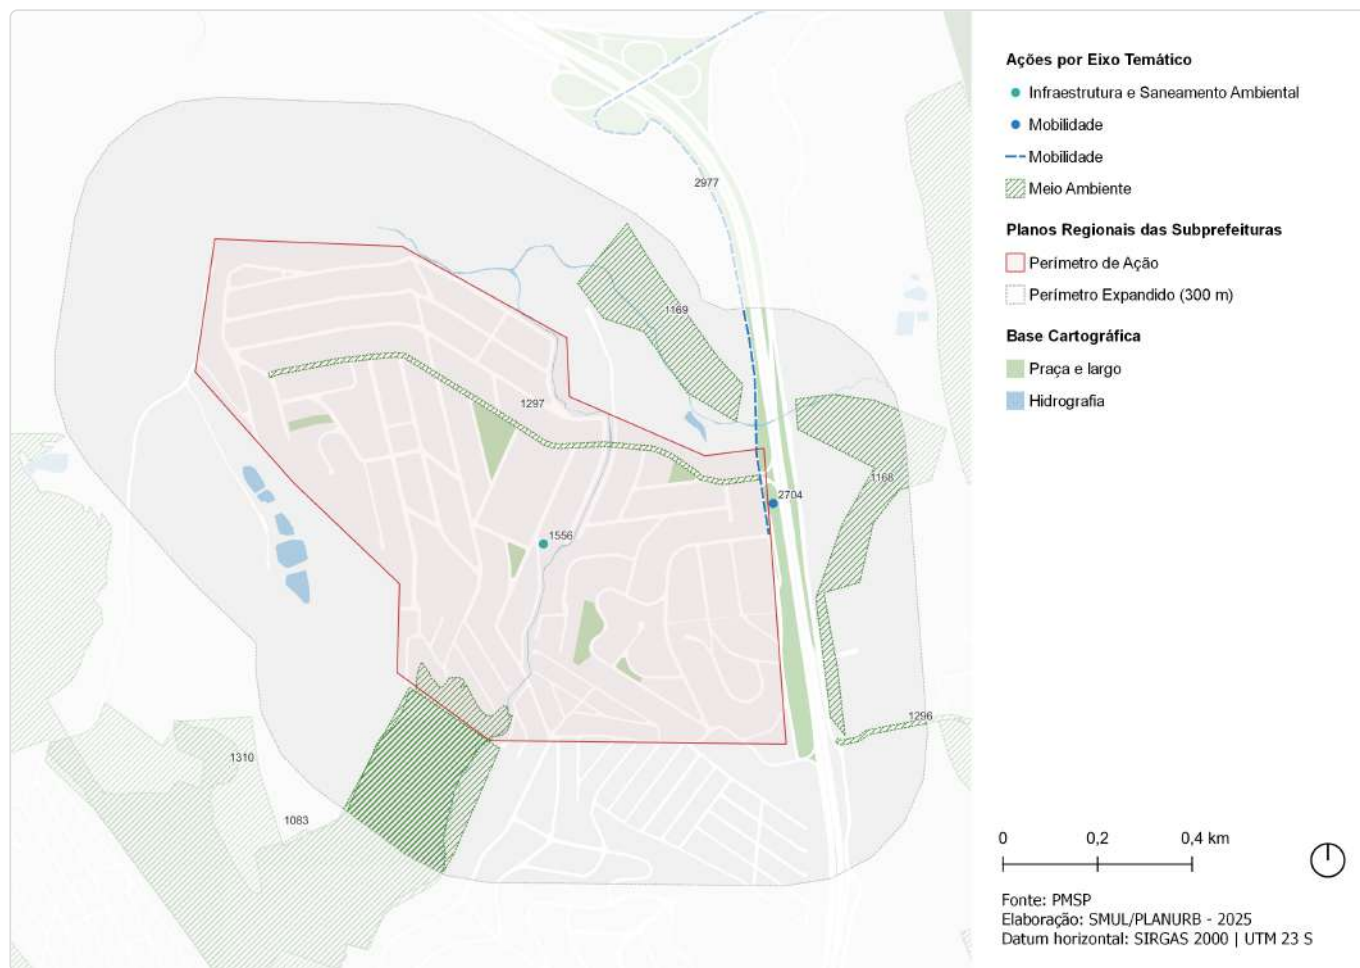 2977
1169
1297
1168
2704
1556
1296
1310
1083
Ações por Eixo Temático
Infraestrutura e Saneamento Ambiental
Mobilidade
Mobilidade
Meio Ambiente
Planos Regionais das Subprefeituras
Perímetro de Ação
Perímetro Expandido (300 m)
Base Cartográfica
Praça e largo
Hidrografia
0 0,2 0,4 km
Fonte: PMSP
Elaboração: SMUL/PLANURB - 2025
Datum horizontal: SIRGAS 2000 | UTM 23 S